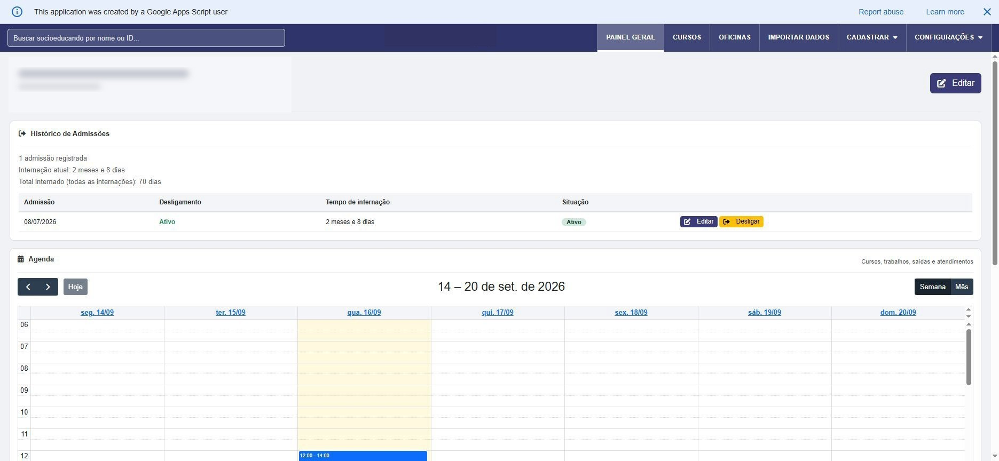 This application was created by a Google Apps Script user
Report abuse
Learn more
Buscar socioeducando por nome ou ID...
PAINEL GERAL
CURSOS
OFICINAS
IMPORTAR DADOS
CADASTRAR
CONFIGURAÇÕES
Editar
Histórico de Admissões
1 admissão registrada
Internação atual: 2 meses e 8 dias
Total internado (todas as internações): 70 dias
Admissão Desligamento Tempo de internação Situação
08/07/2026 Ativo 2 meses e 8 dias Ativo Editar Desligar
Agenda
Cursos, trabalhos, saídas e atendimentos
Hoje
14 – 20 de set. de 2026
Semana Mês
seg. 14/09 ter. 15/09 qua. 16/09 qui. 17/09 sex. 18/09 sáb. 19/09 dom. 20/09
06
07
08
09
10
11
12
12:00 - 14:00